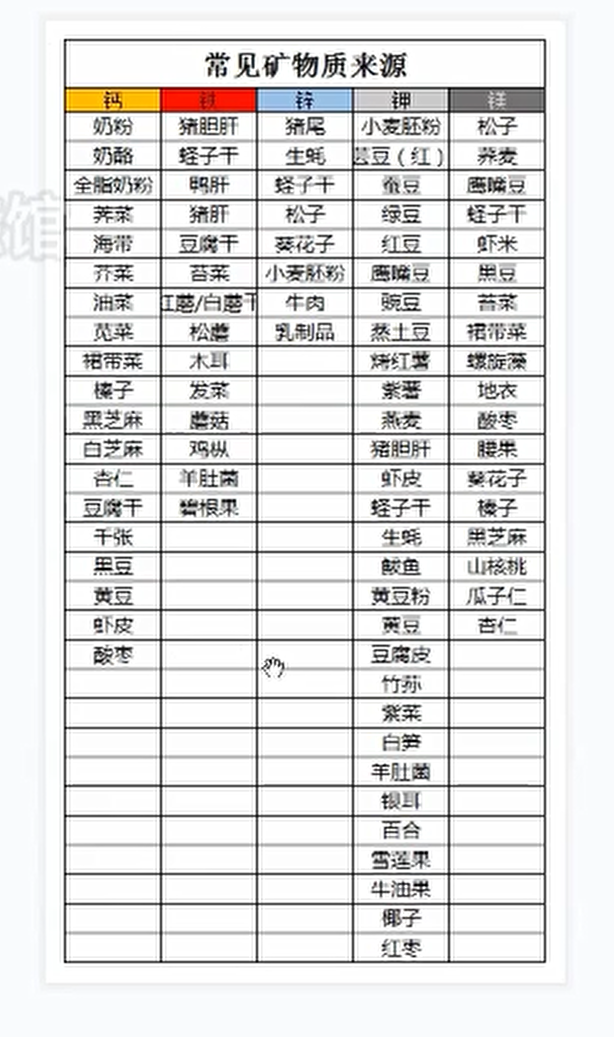 常见矿物质来源
钙 铁 锌 钾 镁
奶粉 猪胆肝 猪尾 小麦胚粉 松子
奶酪 蛏子干 生蚝 芸豆（红） 荞麦
全脂奶粉 鸭肝 蛏子干 蚕豆 鹰嘴豆
荠菜 猪肝 松子 绿豆 蛏子干
海带 豆腐干 葵花子 红豆 虾米
芥菜 苔菜 小麦胚粉 鹰嘴豆 黑豆
油菜 红蘑/白蘑干 牛肉 豌豆 苔菜
苋菜 松蘑 乳制品 蒸土豆 裙带菜
裙带菜 木耳 烤红薯 螺旋藻
榛子 发菜 紫薯 地衣
黑芝麻 蘑菇 燕麦 酸枣
白芝麻 鸡枞 猪胆肝 腰果
杏仁 羊肚菌 虾皮 葵花子
豆腐干 碧根果 蛏子干 榛子
千张 生蚝 黑芝麻
黑豆 鲅鱼 山核桃
黄豆 黄豆粉 瓜子仁
虾皮 黄豆 杏仁
酸枣 豆腐皮
竹荪
紫菜
白笋
羊肚菌
银耳
百合
雪莲果
牛油果
椰子
红枣
馆